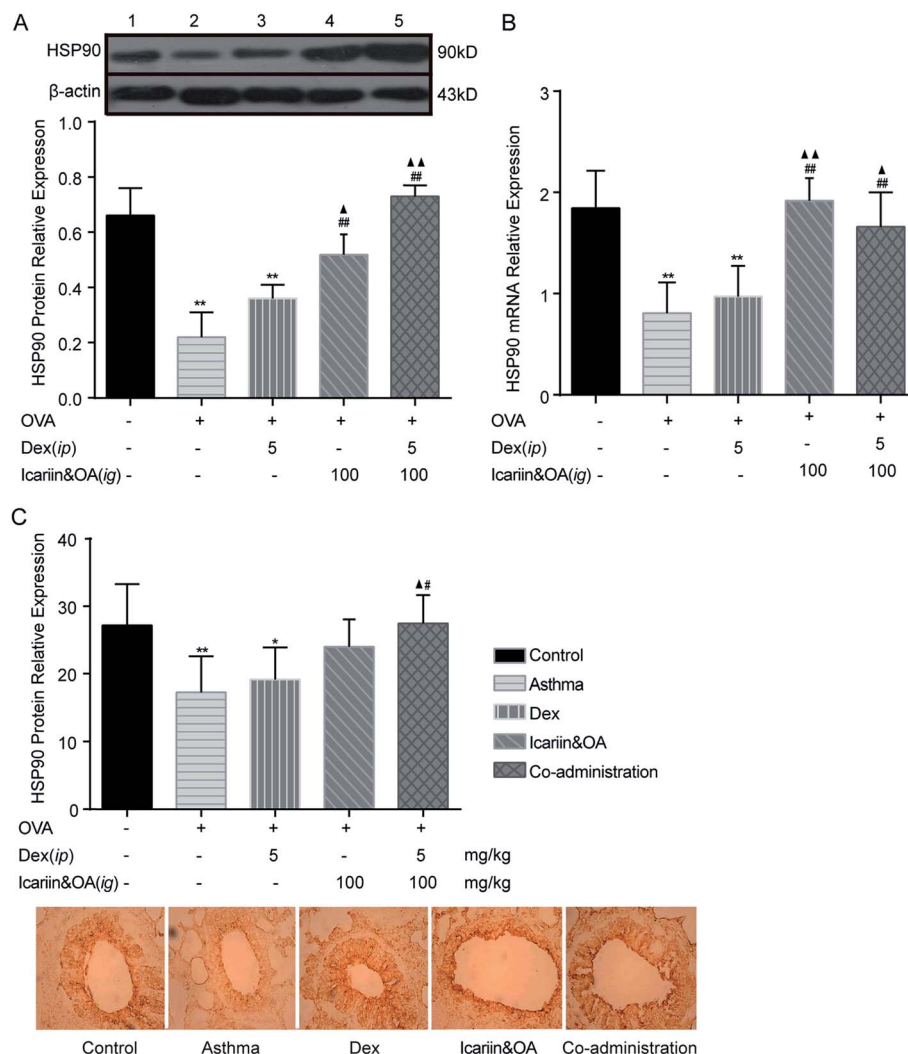 A
1 2 3 4 5
HSP90 90kD
β-actin 43kD
HSP90 Protein Relative Expresson
1.0
0.8
0.6
0.4
0.2
0.0
** ** ▲ ## ▲▲ ##
OVA - + + + +
Dex(ip) - - 5 - 5
Icariin&OA(ig) - - - 100 100
B
HSP90 mRNA Relative Expression
3
2
1
0
** ** ▲▲ ## ▲ ##
OVA - + + + +
Dex(ip) - - 5 - 5
Icariin&OA(ig) - - - 100 100
C
HSP90 Protein Relative Expression
40
30
20
10
0
** * ▲#
OVA - + + + +
Dex(ip) - - 5 - 5 mg/kg
Icariin&OA(ig) - - - 100 100 mg/kg
Control
Asthma
Dex
Icariin&OA
Co-administration
Control Asthma Dex Icariin&OA Co-administration